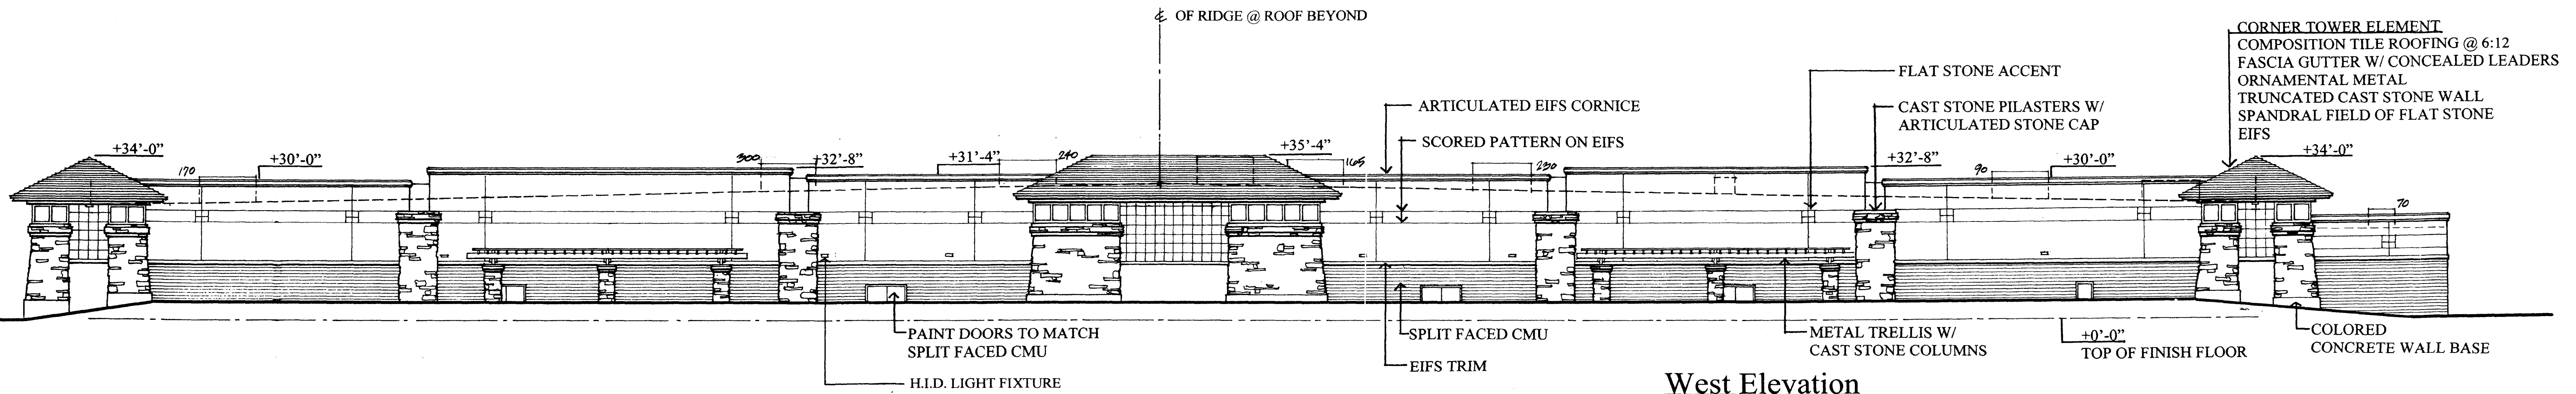 ℄ OF RIDGE @ ROOF BEYOND
CORNER TOWER ELEMENT
COMPOSITION TILE ROOFING @ 6:12
FASCIA GUTTER W/ CONCEALED LEADERS
ORNAMENTAL METAL
TRUNCATED CAST STONE WALL
SPANDRAL FIELD OF FLAT STONE
EIFS
FLAT STONE ACCENT
ARTICULATED EIFS CORNICE
CAST STONE PILASTERS W/
ARTICULATED STONE CAP
SCORED PATTERN ON EIFS
+34'-0"
170
+30'-0"
300
+32'-8"
+31'-4"
240
+35'-4"
165
230
+32'-8"
90
+30'-0"
+34'-0"
70
PAINT DOORS TO MATCH
SPLIT FACED CMU
H.I.D. LIGHT FIXTURE
SPLIT FACED CMU
EIFS TRIM
METAL TRELLIS W/
CAST STONE COLUMNS
+0'-0"
TOP OF FINISH FLOOR
COLORED
CONCRETE WALL BASE
West Elevation